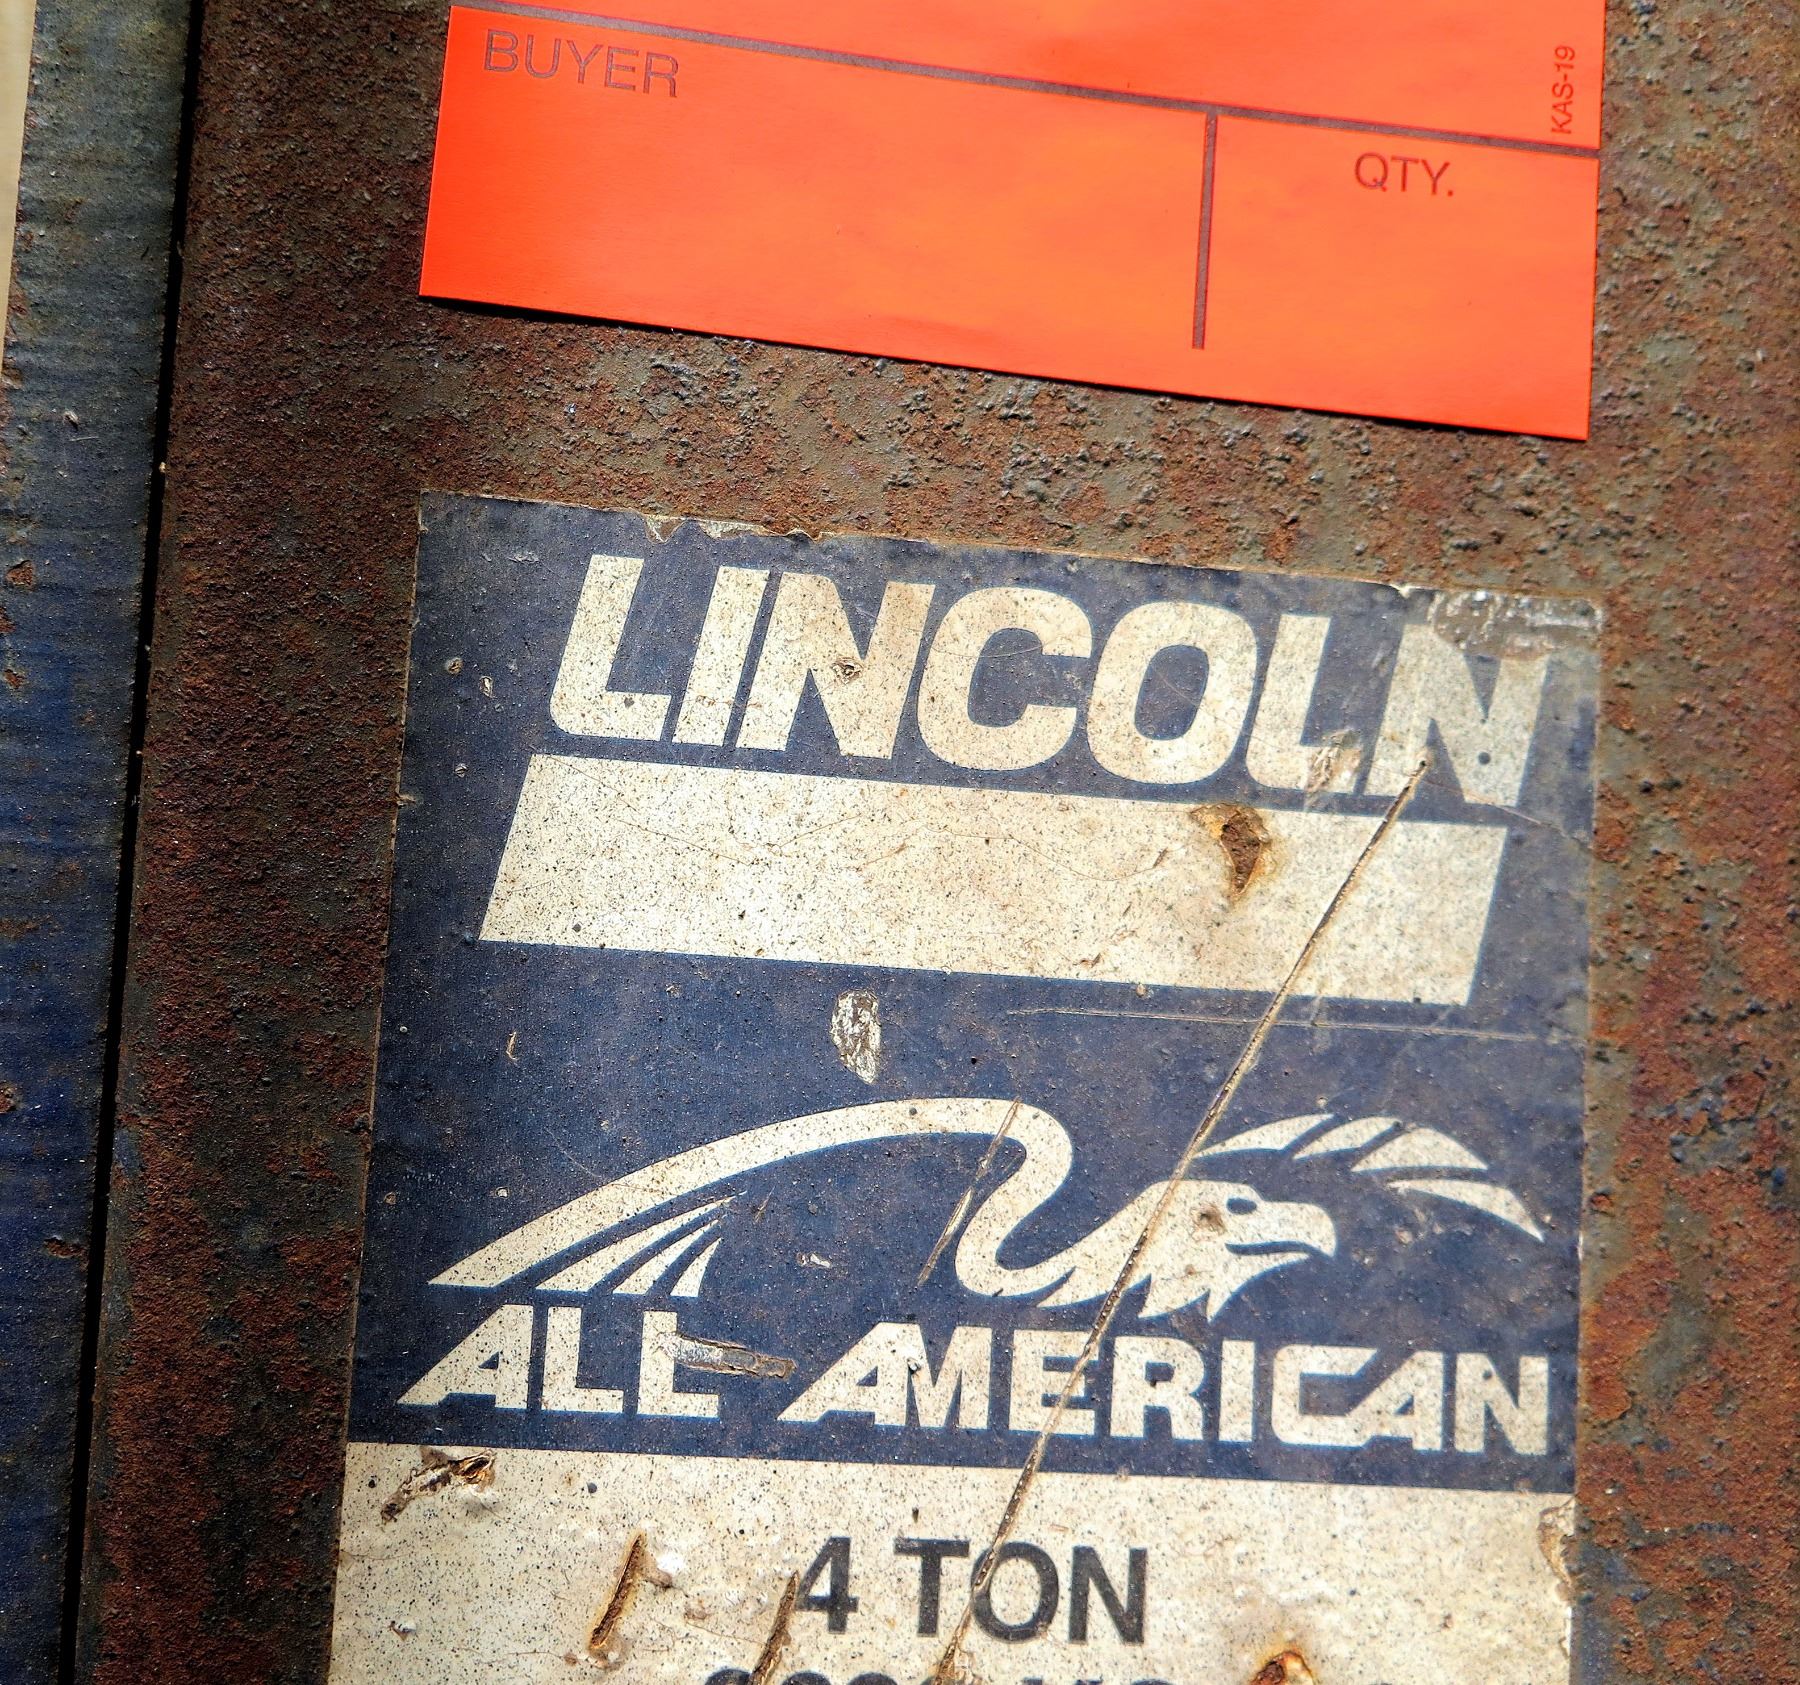 BUYER
QTY.
KAS-19
LINCOLN
ALL AMERICAN
4 TON